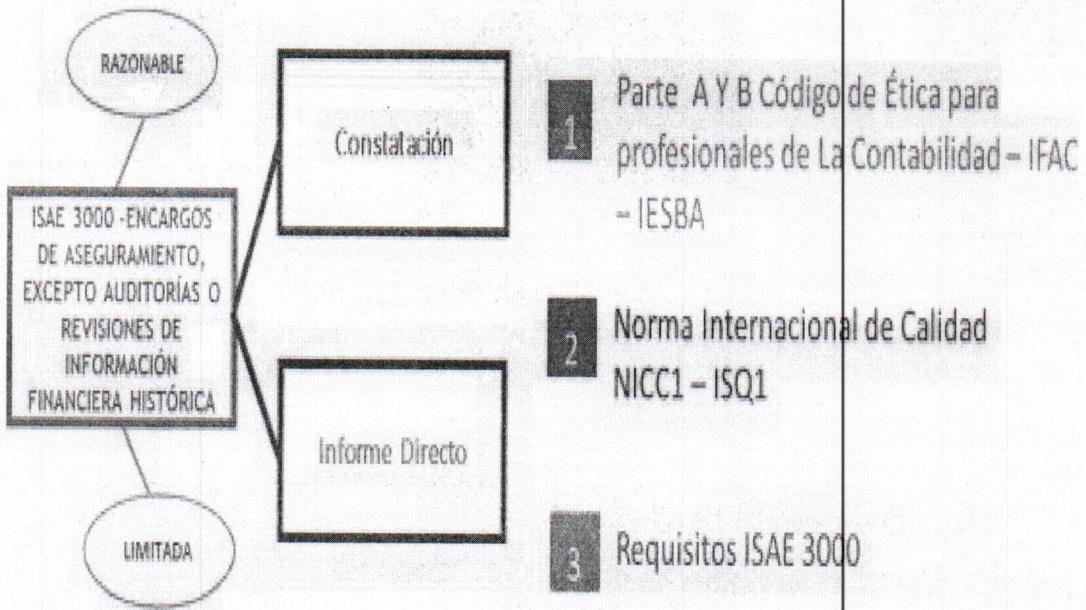 RAZONABLE
ISAE 3000 -ENCARGOS
DE ASEGURAMIENTO,
EXCEPTO AUDITORÍAS O
REVISIONES DE
INFORMACIÓN
FINANCIERA HISTÓRICA
LIMITADA
Constatación
Informe Directo
1
Parte A Y B Código de Ética para
profesionales de La Contabilidad – IFAC
– IESBA
2
Norma Internacional de Calidad
NICC1 – ISQ1
3
Requisitos ISAE 3000